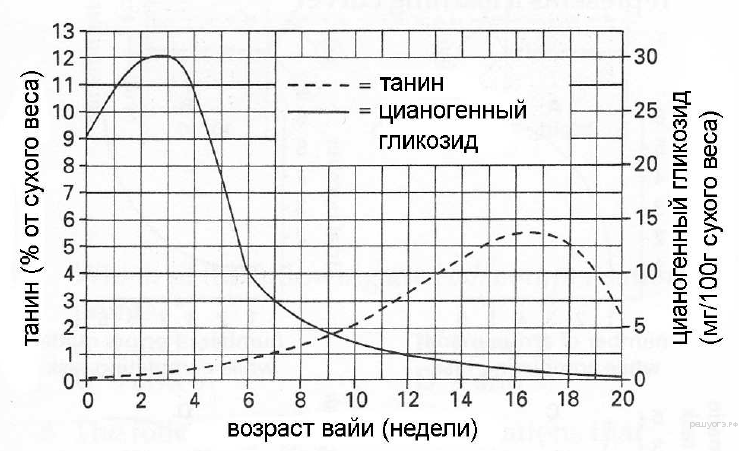 13
12
11
10
9
8
7
6
5
4
3
2
1
0
танин (% от сухого веса)
= танин
= цианогенный
гликозид
30
25
20
15
10
5
0
цианогенный гликозид
(мг/100г сухого веса)
0 2 4 6 8 10 12 14 16 18 20
возраст вайи (недели)
решуогэ.рф